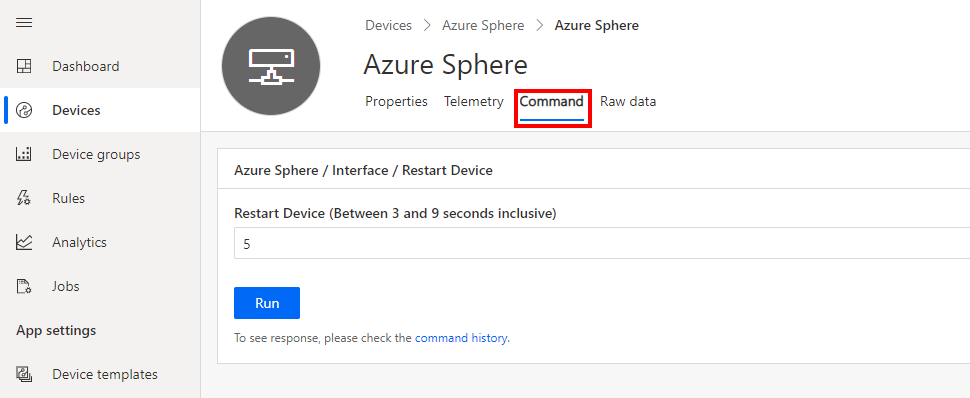 Devices > Azure Sphere > Azure Sphere
Azure Sphere
Properties Telemetry Command Raw data
Dashboard
Devices
Device groups
Rules
Analytics
Jobs
App settings
Device templates
Azure Sphere / Interface / Restart Device
Restart Device (Between 3 and 9 seconds inclusive)
5
Run
To see response, please check the command history.